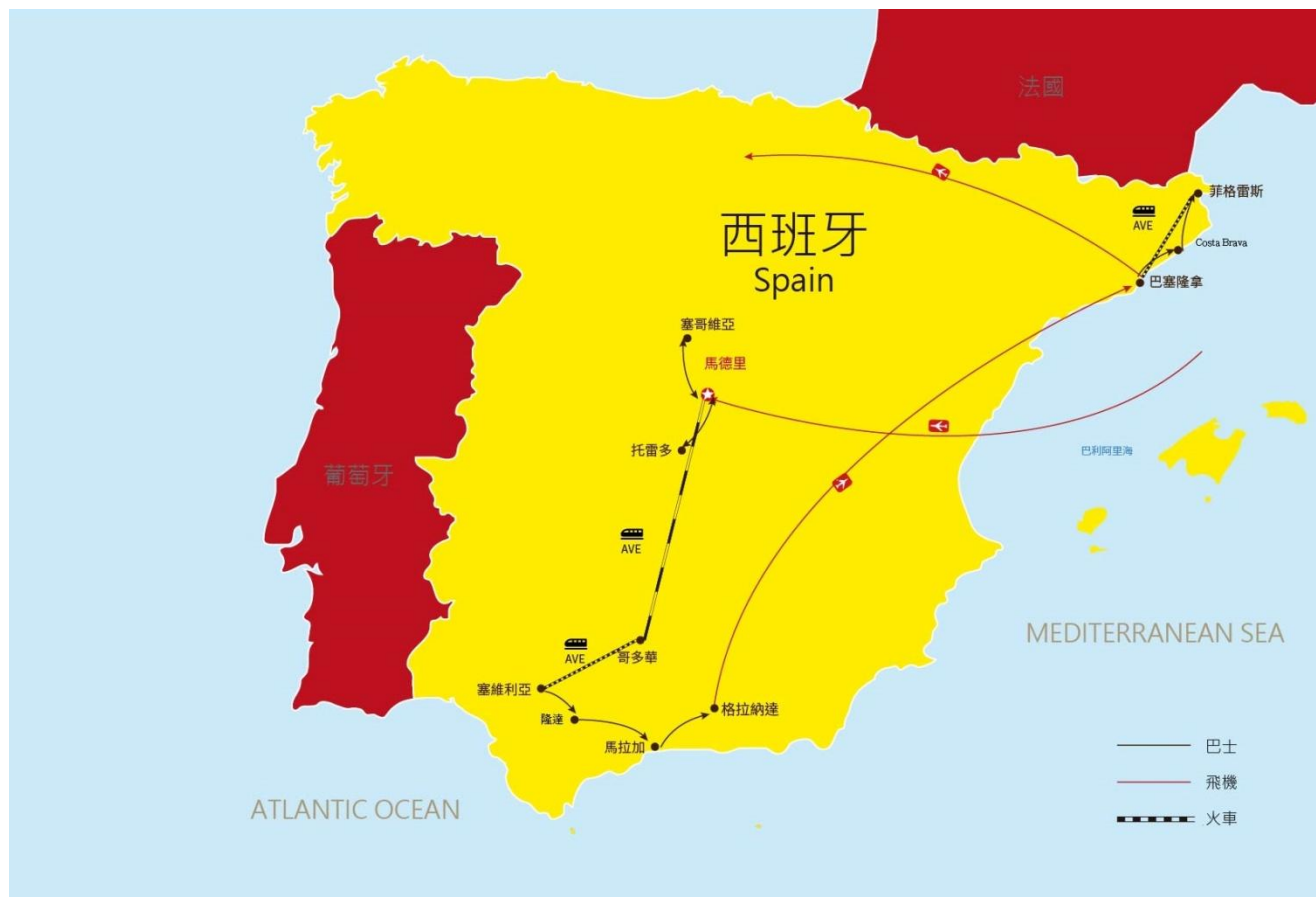 法國
菲格雷斯
AVE
Costa Brava
西班牙
Spain
巴塞隆拿
塞哥維亞
馬德里
托雷多
巴利阿里海
葡萄牙
AVE
MEDITERRANEAN SEA
AVE
哥多華
塞維利亞
隆達
格拉納達
馬拉加
巴士
飛機
火車
ATLANTIC OCEAN